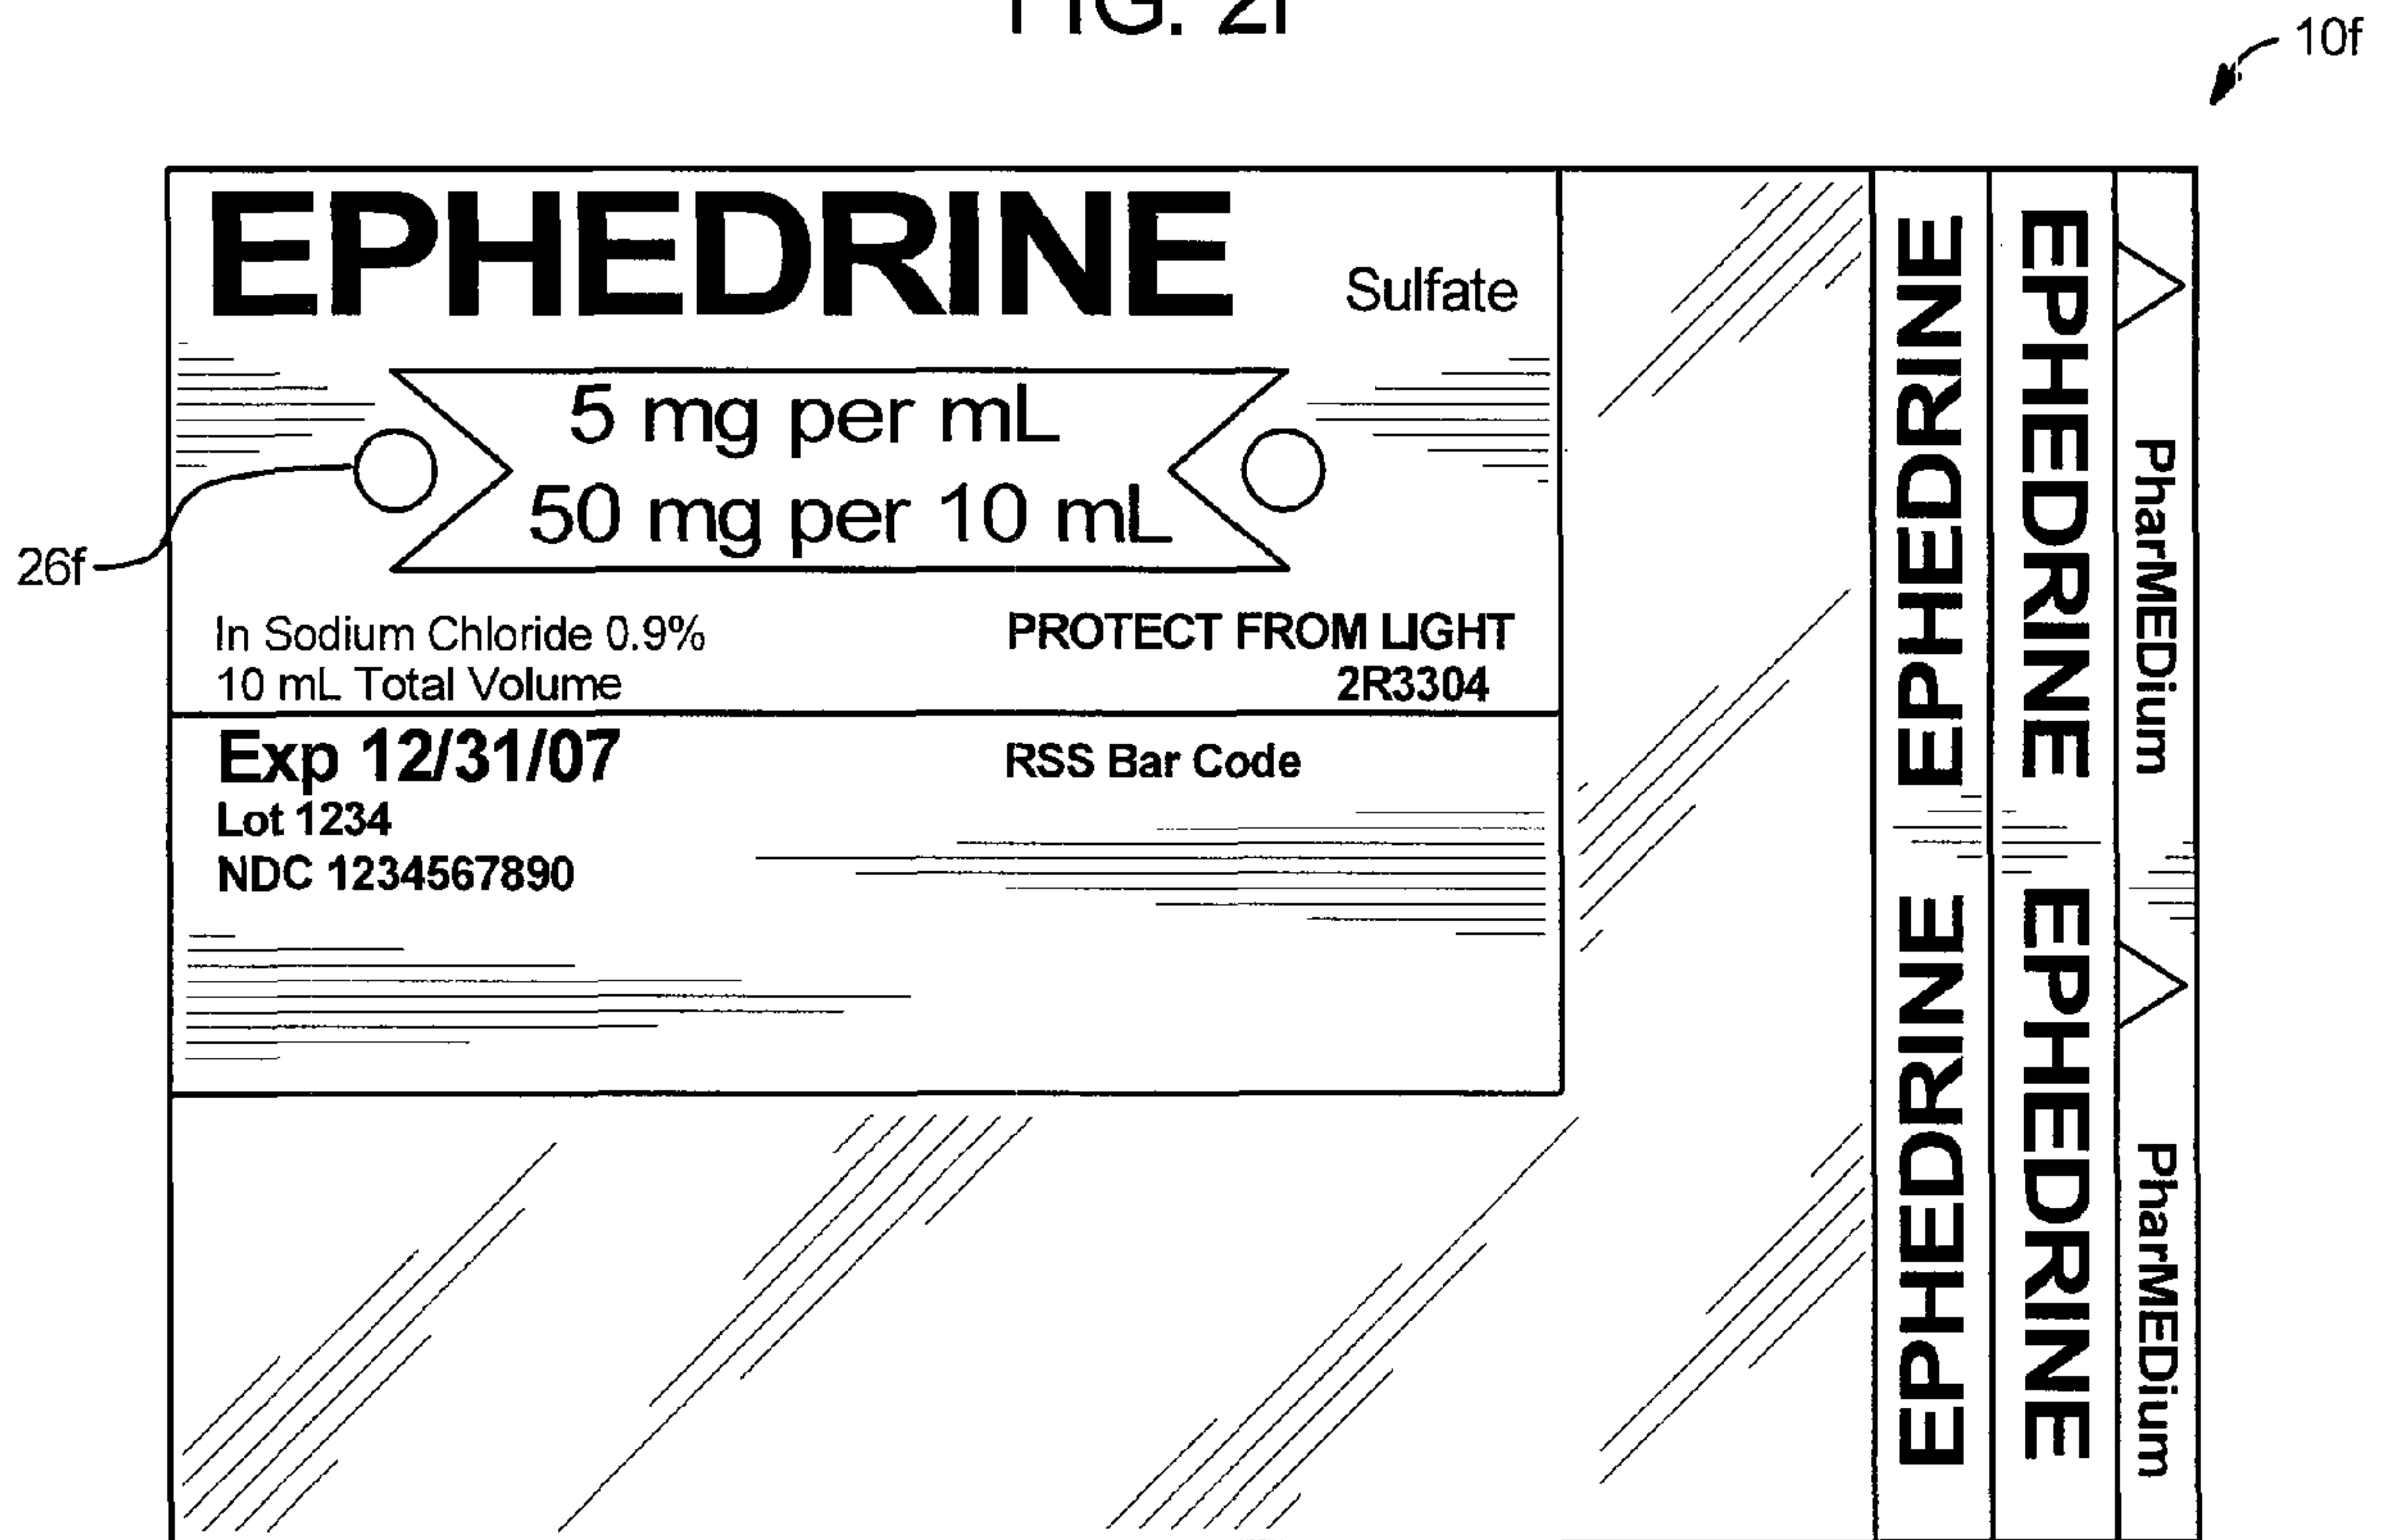 FIG. 2f
10f
EPHEDRINE Sulfate
5 mg per mL
50 mg per 10 mL
26f
In Sodium Chloride 0.9%
10 mL Total Volume
PROTECT FROM LIGHT
2R3304
Exp 12/31/07
Lot 1234
NDC 1234567890
RSS Bar Code
EPHEDRINE EPHEDRINE
EPHEDRINE EPHEDRINE
PharMEDium PharMEDium